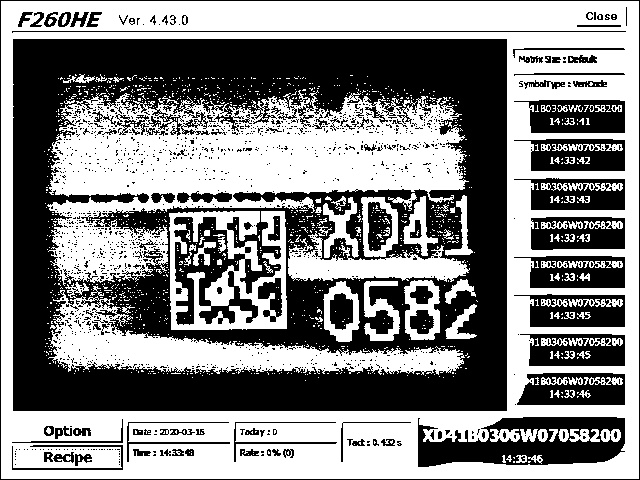 F260HE Ver. 4.43.0
Close
Matrix Size : Default
SymbolType : VeriCode
41B0306W07058200
14:33:41
41B0306W07058200
14:33:42
41B0306W07058200
14:33:43
41B0306W07058200
14:33:43
41B0306W07058200
14:33:44
41B0306W07058200
14:33:45
41B0306W07058200
14:33:45
41B0306W07058200
14:33:46
XD41
0582
Option
Recipe
Date : 2020-03-16
Time : 14:33:48
Today : 0
Rate : 0% (0)
Tact : 0.432 s
XD41B0306W07058200
14:33:46